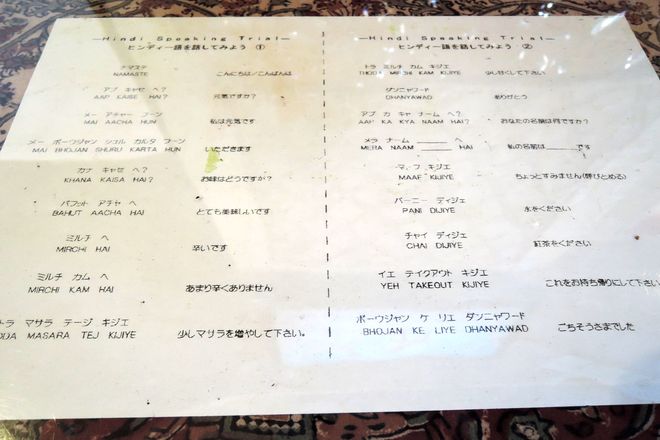 —Hindi Speaking Trial—
ヒンディー語を話してみよう ①
ナマステ
NAMASTE こんにちは/こんばんは
アプ キャセ ヘ?
AAP KAISE HAI? 元気ですか?
メー アチャー フーン
MAI AACHA HUN 私は元気です
メー ボーウジャン シュル カルタ フーン
MAI BHOJAN SHURU KARTA HUN いただきます
カナ キャセ ヘ?
KHANA KAISA HAI? お味はどうですか?
バフット アチャ ヘ
BAHUT AACHA HAI とても美味しいです
ミルチ ヘ
MIRCHI HAI 辛いです
ミルチ カム ヘ
MIRCHI KAM HAI あまり辛くありません
トラ マサラ テージ キジエ
ODA MASARA TEJ KIJIYE 少しマサラを増やして下さい。
—Hindi Speaking Trial—
ヒンディー語を話してみよう ②
トラ ミルチ カム キジエ
THODA MIRCHI KAM KIJIYE 少し甘くして下さい
ダンニャワード
DHANYAWAD ありがとう
アプ カ キャ ナーム ヘ?
AAP KA KYA NAAM HAI? あなたの名前は何ですか?
メラ ナーム ______ ヘ
MERA NAAM ______ HAI 私の名前は______です
マーフ キジエ
MAAF KIJIYE ちょっとすみません(呼びとめる)
パーニー ディジェ
PANI DIJIYE 水をください
チャイ ディジェ
CHAI DIJIYE 紅茶をください
イエ テイクアウト キジエ
YEH TAKEOUT KIJIYE これをお持ち帰りにして下さい
ボーウジャン ケ リエ ダンニャワード
BHOJAN KE LIYE DHANYAWAD ごちそうさまでした